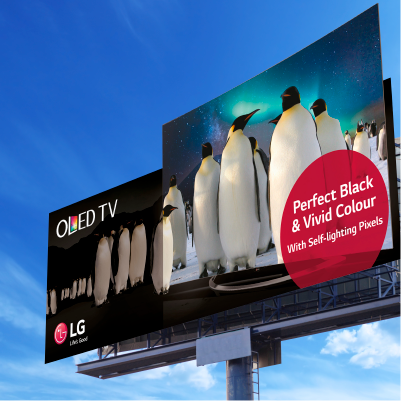 OLED TV
Perfect Black
& Vivid Colour
With Self-lighting Pixels
LG
Life's Good